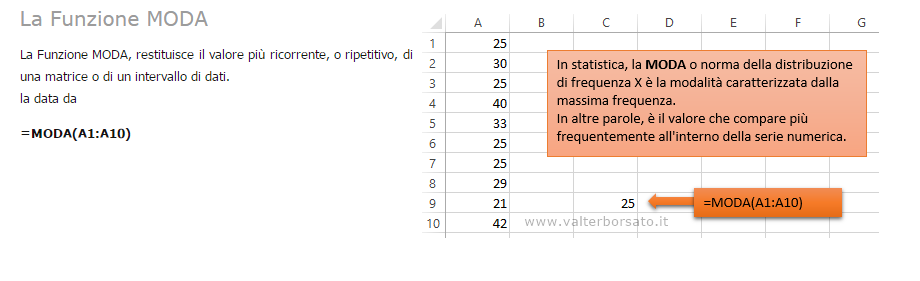 La Funzione MODA
La Funzione MODA, restituisce il valore più ricorrente, o ripetitivo, di
una matrice o di un intervallo di dati.
la data da
=MODA(A1:A10)
A B C D E F G
1 25
2 30
3 25
4 40
5 33
6 25
7 25
8 29
9 21 25
10 42
In statistica, la MODA o norma della distribuzione
di frequenza X è la modalità caratterizzata dalla
massima frequenza.
In altre parole, è il valore che compare più
frequentemente all'interno della serie numerica.
=MODA(A1:A10)
www.valterborsato.it